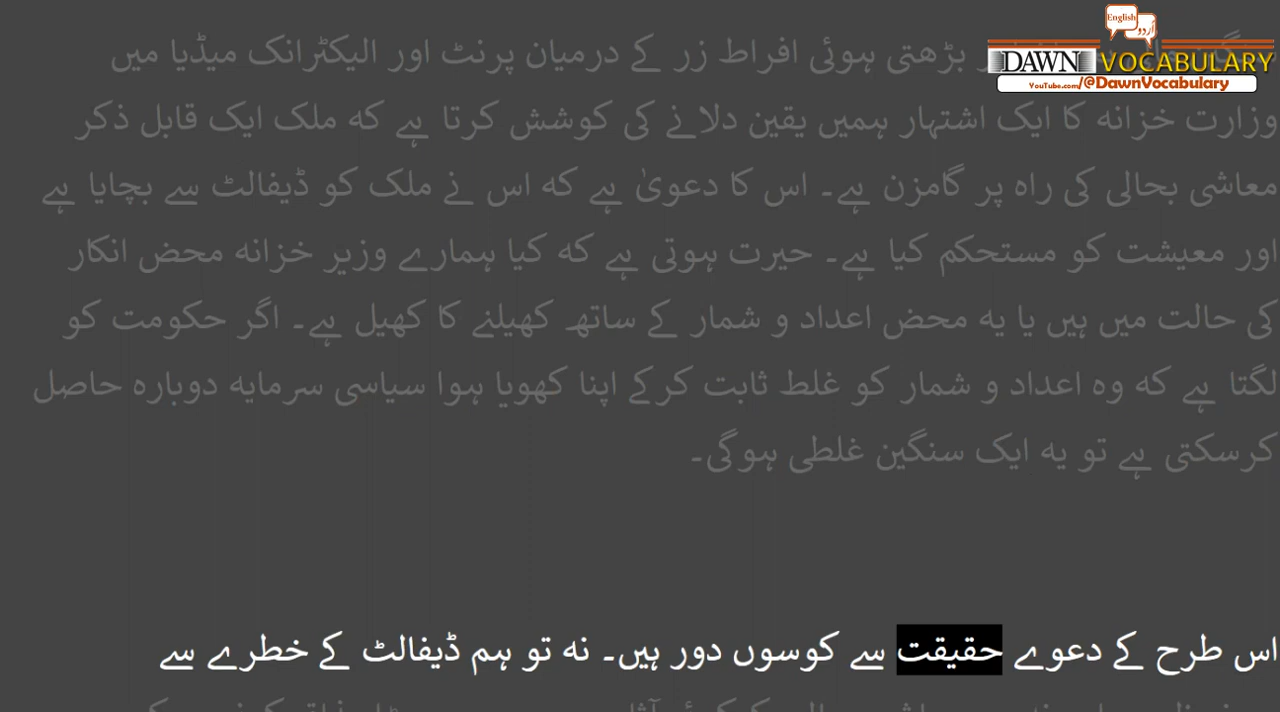 English اُردو
DAWN VOCABULARY
YouTube.com/@DawnVocabulary
بڑھتی ہوئی افراط زر کے درمیان پرنٹ اور الیکٹرانک میڈیا میں
وزارت خزانہ کا ایک اشتہار ہمیں یقین دلانے کی کوشش کرتا ہے کہ ملک ایک قابل ذکر
معاشی بحالی کی راہ پر گامزن ہے۔ اس کا دعویٰ ہے کہ اس نے ملک کو ڈیفالٹ سے بچایا ہے
اور معیشت کو مستحکم کیا ہے۔ حیرت ہوتی ہے کہ کیا ہمارے وزیر خزانہ محض انکار
کی حالت میں ہیں یا یہ محض اعداد و شمار کے ساتھ کھیلنے کا کھیل ہے۔ اگر حکومت کو
لگتا ہے کہ وہ اعداد و شمار کو غلط ثابت کرکے اپنا کھویا ہوا سیاسی سرمایہ دوبارہ حاصل
کرسکتی ہے تو یہ ایک سنگین غلطی ہوگی۔
اس طرح کے دعوے حقیقت سے کوسوں دور ہیں۔ نہ تو ہم ڈیفالٹ کے خطرے سے